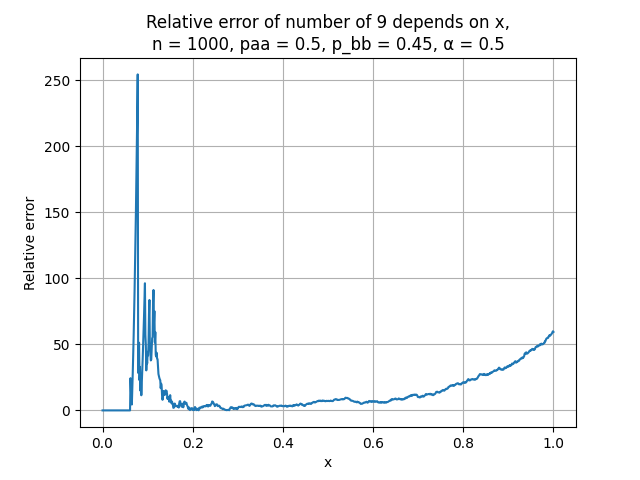 Relative error of number of 9 depends on x,
n = 1000, paa = 0.5, p_bb = 0.45, α = 0.5
250
200
150
100
50
0
Relative error
0.0 0.2 0.4 0.6 0.8 1.0
x